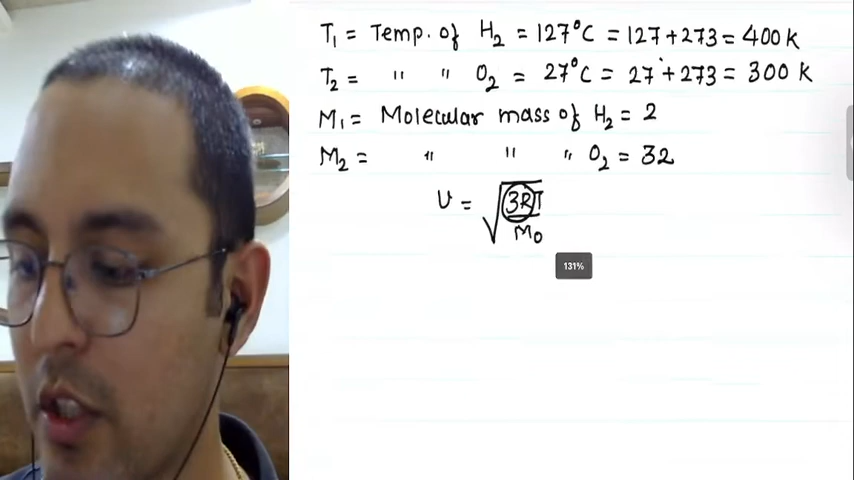 T₁ = Temp. of H₂ = 127°C = 127+273 = 400 K
T₂ = " " O₂ = 27°C = 27+273 = 300 K
M₁ = Molecular mass of H₂ = 2
M₂ = " " " O₂ = 32
v = √(3RT/M₀)
131%